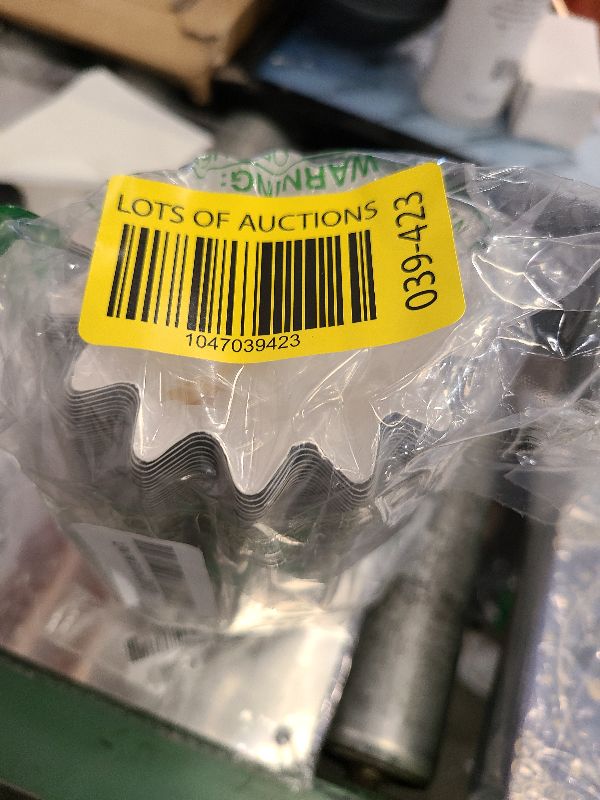 WARNING:
LOTS OF AUCTIONS
039-423
1047039423